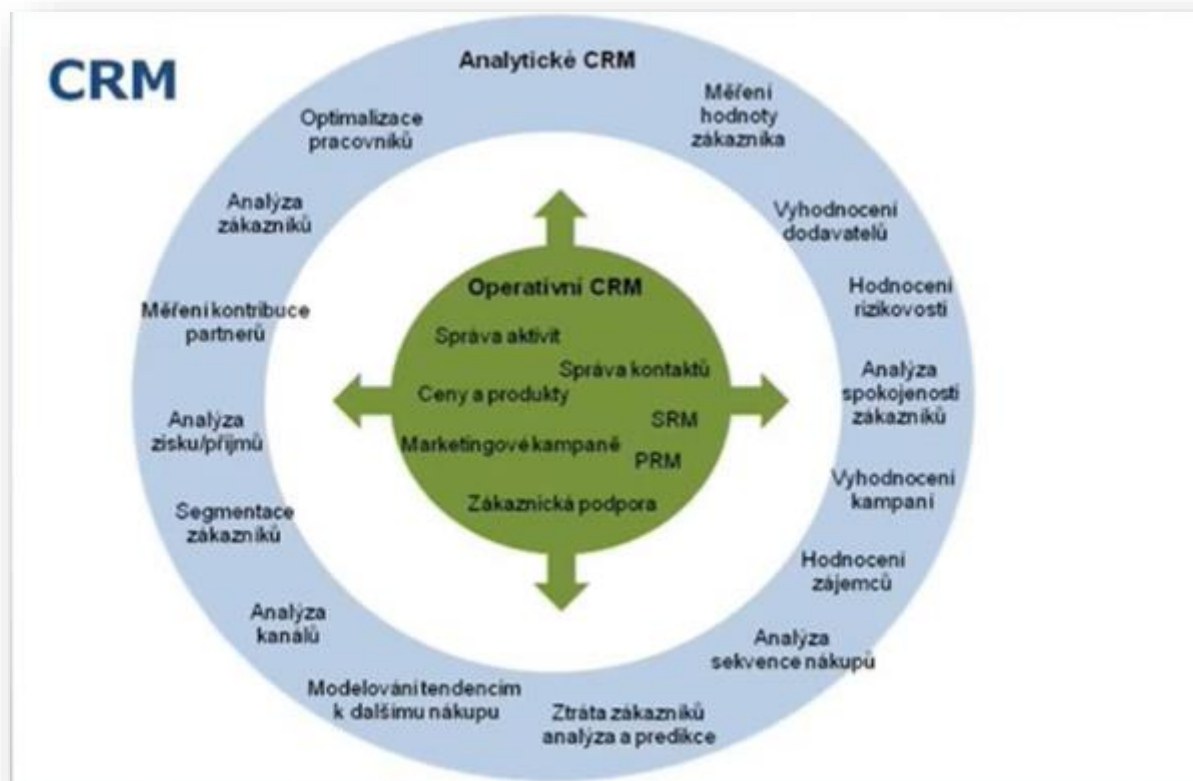 CRM
Analytické CRM
Optimalizace
pracovníků
Měření
hodnoty
zákazníka
Analýza
zákazníků
Vyhodnocení
dodavatelů
Měření kontribuce
partnerů
Hodnocení
rizikovosti
Analýza
spokojenosti
zákazníků
Analýza
zisku/příjmů
Vyhodnocení
kampaní
Segmentace
zákazníků
Hodnocení
zájemců
Analýza
kanálů
Analýza
sekvence nákupů
Modelování tendencím
k dalšímu nákupu
Ztráta zákazníků
analýza a predikce
Operativní CRM
Správa aktivit
Správa kontaktů
Ceny a produkty
SRM
Marketingové kampaně
PRM
Zákaznická podpora